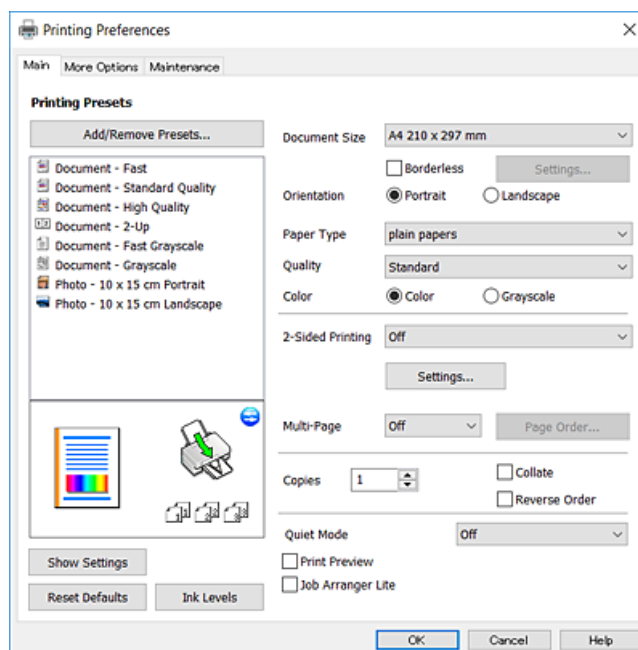 Printing Preferences
Main More Options Maintenance
Printing Presets
Add/Remove Presets...
Document - Fast
Document - Standard Quality
Document - High Quality
Document - 2-Up
Document - Fast Grayscale
Document - Grayscale
Photo - 10 x 15 cm Portrait
Photo - 10 x 15 cm Landscape
Show Settings
Reset Defaults Ink Levels
Document Size A4 210 x 297 mm
Borderless Settings...
Orientation Portrait Landscape
Paper Type plain papers
Quality Standard
Color Color Grayscale
2-Sided Printing Off
Settings...
Multi-Page Off Page Order...
Copies 1 Collate
Reverse Order
Quiet Mode Off
Print Preview
Job Arranger Lite
OK Cancel Help